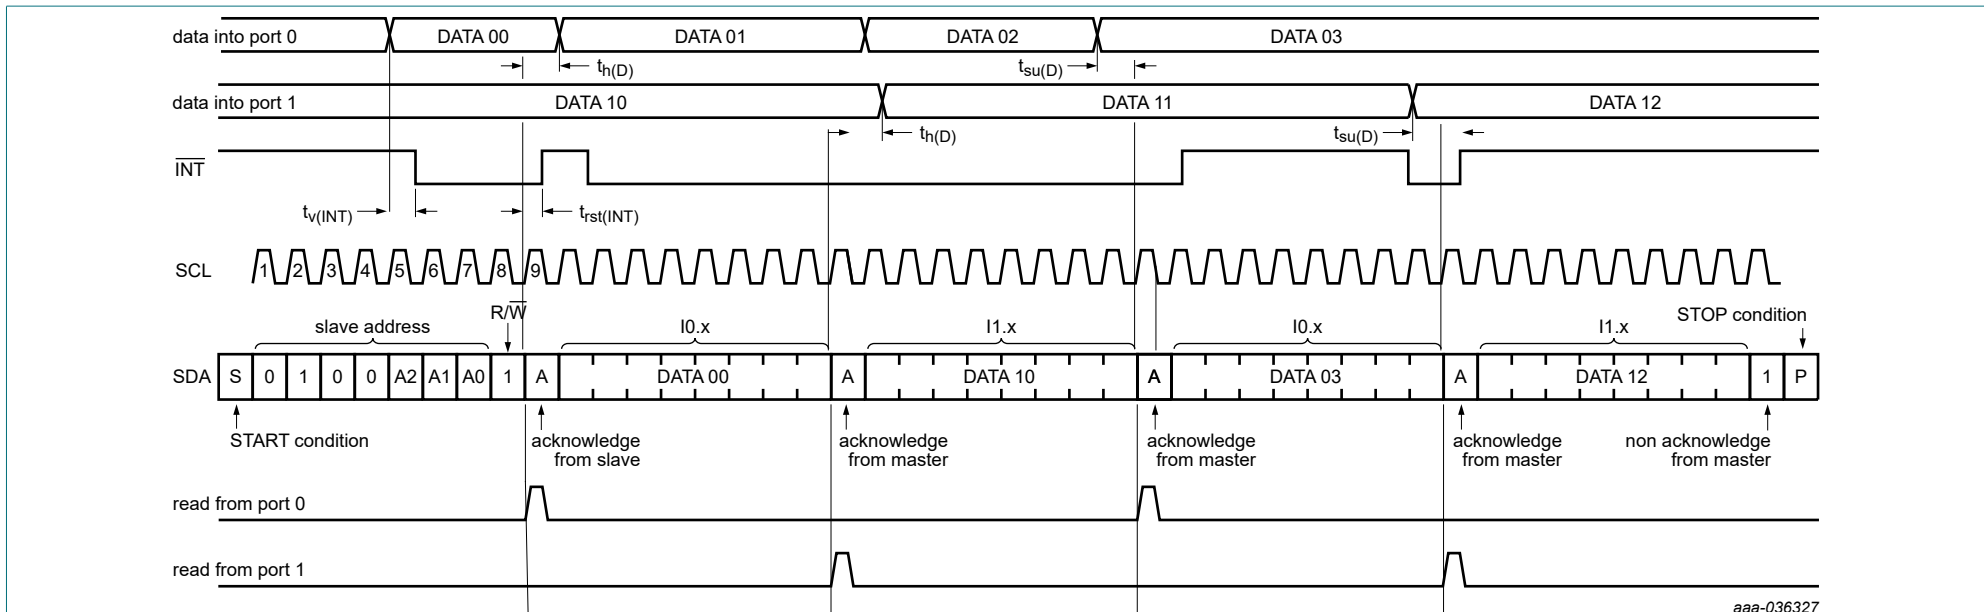 data into port 0 DATA 00 DATA 01 DATA 02 DATA 03
th(D) tsu(D)
data into port 1 DATA 10 DATA 11 DATA 12
th(D) tsu(D)
INT
tv(INT) trst(INT)
SCL 1 2 3 4 5 6 7 8 9
R/W
slave address I0.x I1.x I0.x I1.x STOP condition
SDA S 0 1 0 0 A2 A1 A0 1 A DATA 00 A DATA 10 A DATA 03 A DATA 12 1 P
START condition acknowledge from slave acknowledge from master acknowledge from master acknowledge from master non acknowledge from master
read from port 0
read from port 1
aaa-036327